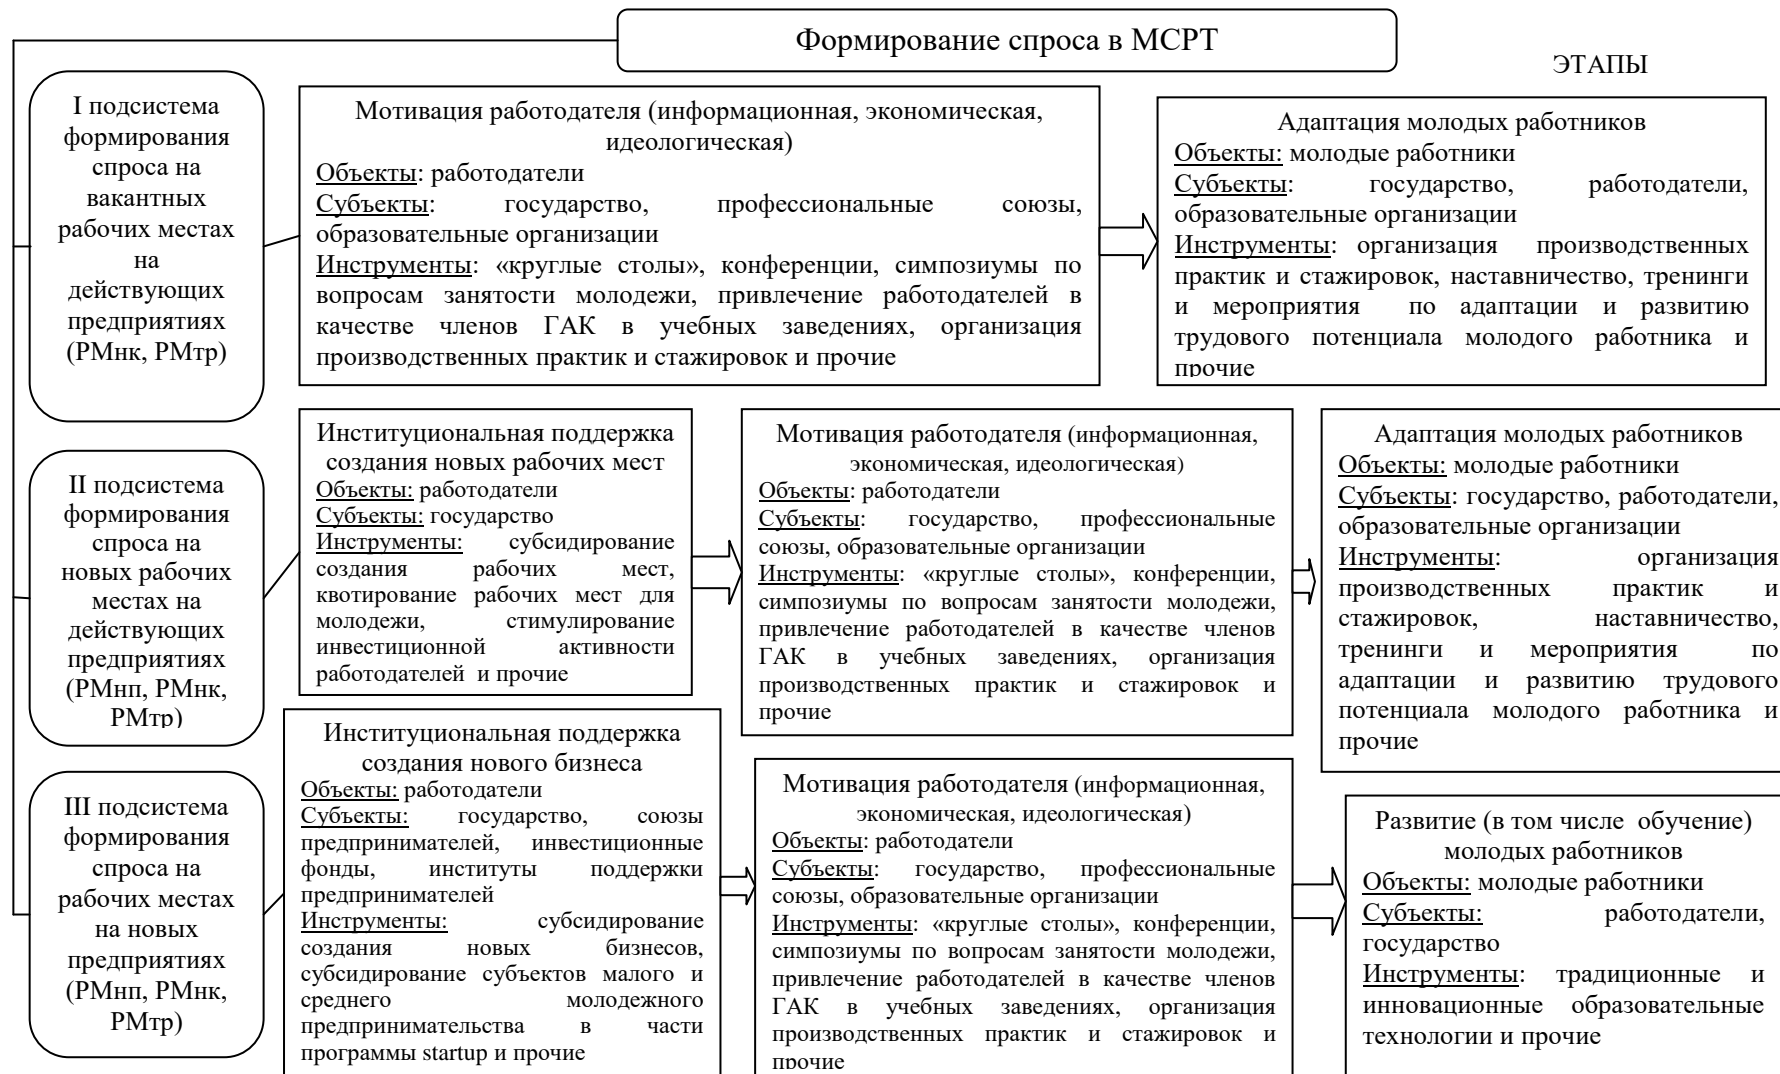 Формирование спроса в МСРТ
ЭТАПЫ
I подсистема
формирования
спроса на
вакантных
рабочих местах
на
действующих
предприятиях
(РМнк, РМтр)
Мотивация работодателя (информационная, экономическая,
идеологическая)
Объекты: работодатели
Субъекты: государство, профессиональные союзы,
образовательные организации
Инструменты: «круглые столы», конференции, симпозиумы по
вопросам занятости молодежи, привлечение работодателей в
качестве членов ГАК в учебных заведениях, организация
производственных практик и стажировок и прочие
Адаптация молодых работников
Объекты: молодые работники
Субъекты: государство, работодатели,
образовательные организации
Инструменты: организация производственных
практик и стажировок, наставничество, тренинги
и мероприятия по адаптации и развитию
трудового потенциала молодого работника и
прочие
II подсистема
формирования
спроса на
новых рабочих
местах на
действующих
предприятиях
(РМнп, РМнк,
РМтр)
Институциональная поддержка
создания новых рабочих мест
Объекты: работодатели
Субъекты: государство
Инструменты: субсидирование
создания рабочих мест,
квотирование рабочих мест для
молодежи, стимулирование
инвестиционной активности
работодателей и прочие
Мотивация работодателя (информационная,
экономическая, идеологическая)
Объекты: работодатели
Субъекты: государство, профессиональные
союзы, образовательные организации
Инструменты: «круглые столы», конференции,
симпозиумы по вопросам занятости молодежи,
привлечение работодателей в качестве членов
ГАК в учебных заведениях, организация
производственных практик и стажировок и
прочие
Адаптация молодых работников
Объекты: молодые работники
Субъекты: государство, работодатели,
образовательные организации
Инструменты: организация
производственных практик и
стажировок, наставничество,
тренинги и мероприятия по
адаптации и развитию трудового
потенциала молодого работника и
прочие
III подсистема
формирования
спроса на
рабочих местах
на новых
предприятиях
(РМнп, РМнк,
РМтр)
Институциональная поддержка
создания нового бизнеса
Объекты: работодатели
Субъекты: государство, союзы
предпринимателей, инвестиционные
фонды, институты поддержки
предпринимателей
Инструменты: субсидирование
создания новых бизнесов,
субсидирование субъектов малого и
среднего молодежного
предпринимательства в части
программы startup и прочие
Мотивация работодателя (информационная,
экономическая, идеологическая)
Объекты: работодатели
Субъекты: государство, профессиональные
союзы, образовательные организации
Инструменты: «круглые столы», конференции,
симпозиумы по вопросам занятости молодежи,
привлечение работодателей в качестве членов
ГАК в учебных заведениях, организация
производственных практик и стажировок и
прочие
Развитие (в том числе обучение)
молодых работников
Объекты: молодые работники
Субъекты: работодатели,
государство
Инструменты: традиционные и
инновационные образовательные
технологии и прочие